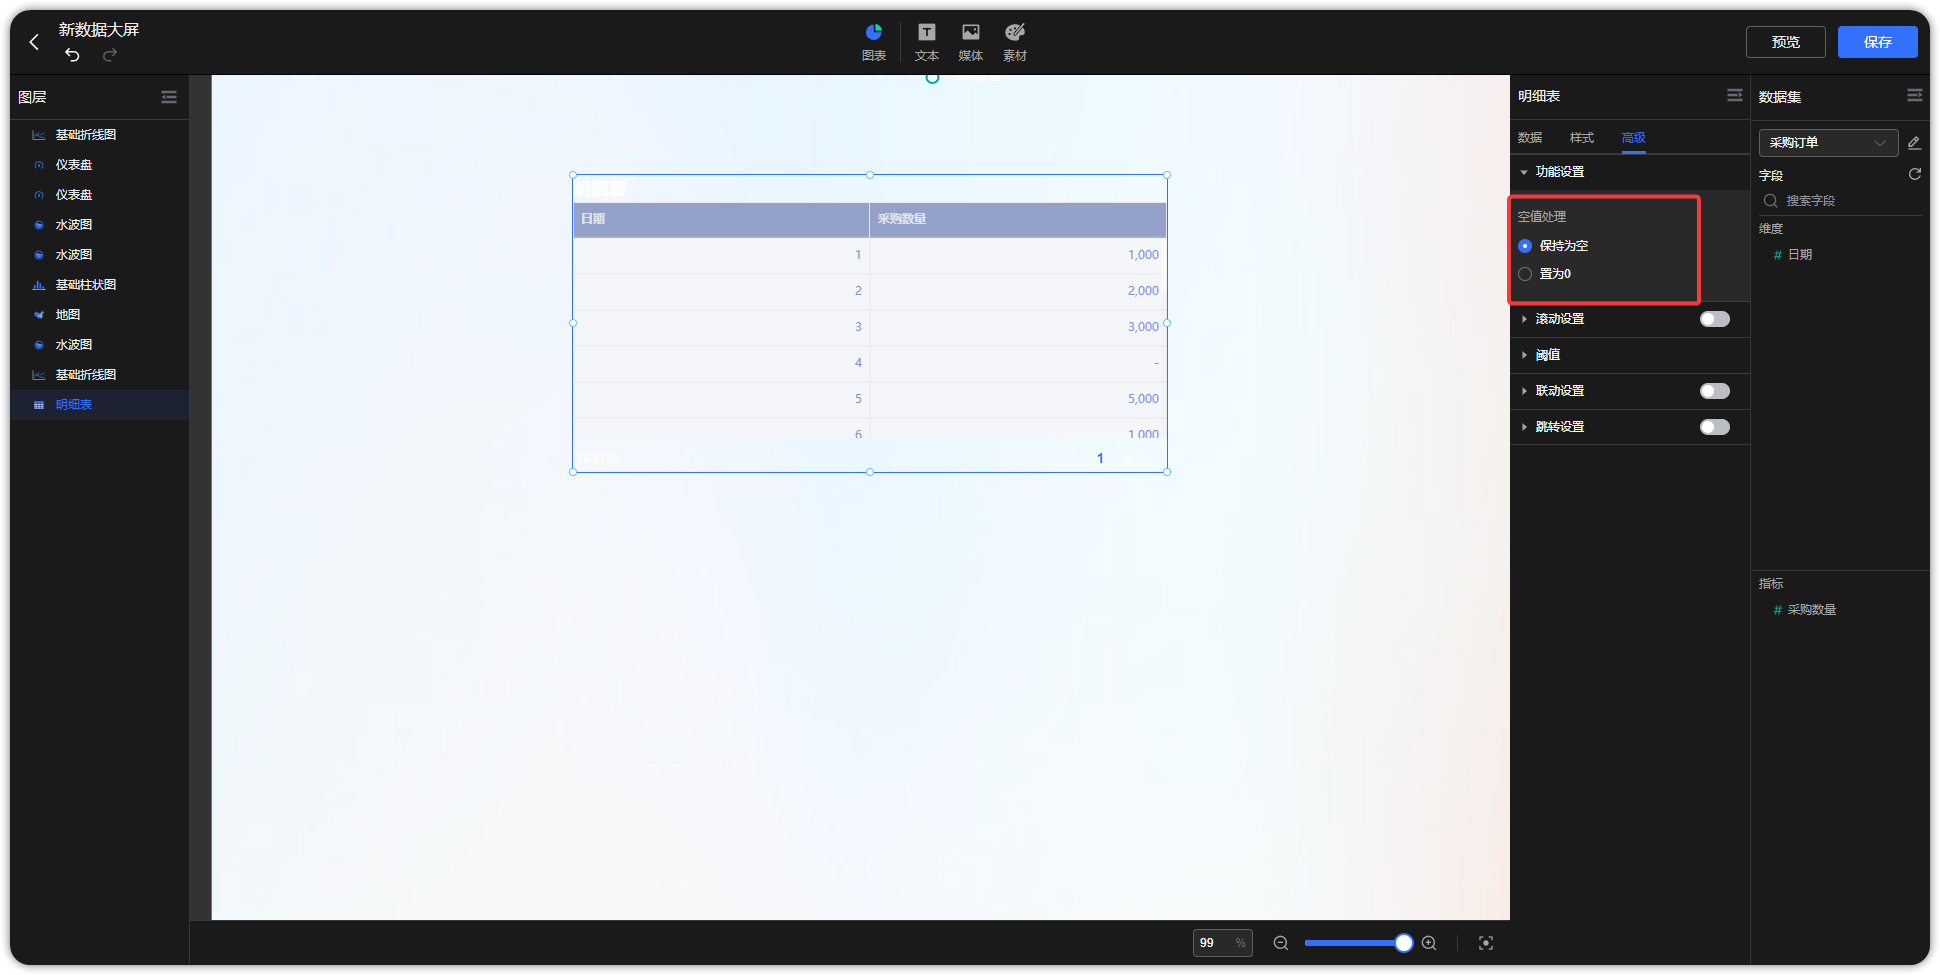 新数据大屏
图表
文本
媒体
素材
预览
保存
图层
基础折线图
仪表盘
仪表盘
水波图
水波图
基础柱状图
地图
水波图
基础折线图
明细表
明细表
日期 采购数量
1 1,000
2 2,000
3 3,000
4 -
5 5,000
6 1,000
共31条 1
99 %
明细表
数据 样式 高级
功能设置
空值处理
保持为空
置为0
滚动设置
阈值
联动设置
跳转设置
数据集
采购订单
字段
搜索字段
维度
# 日期
指标
# 采购数量